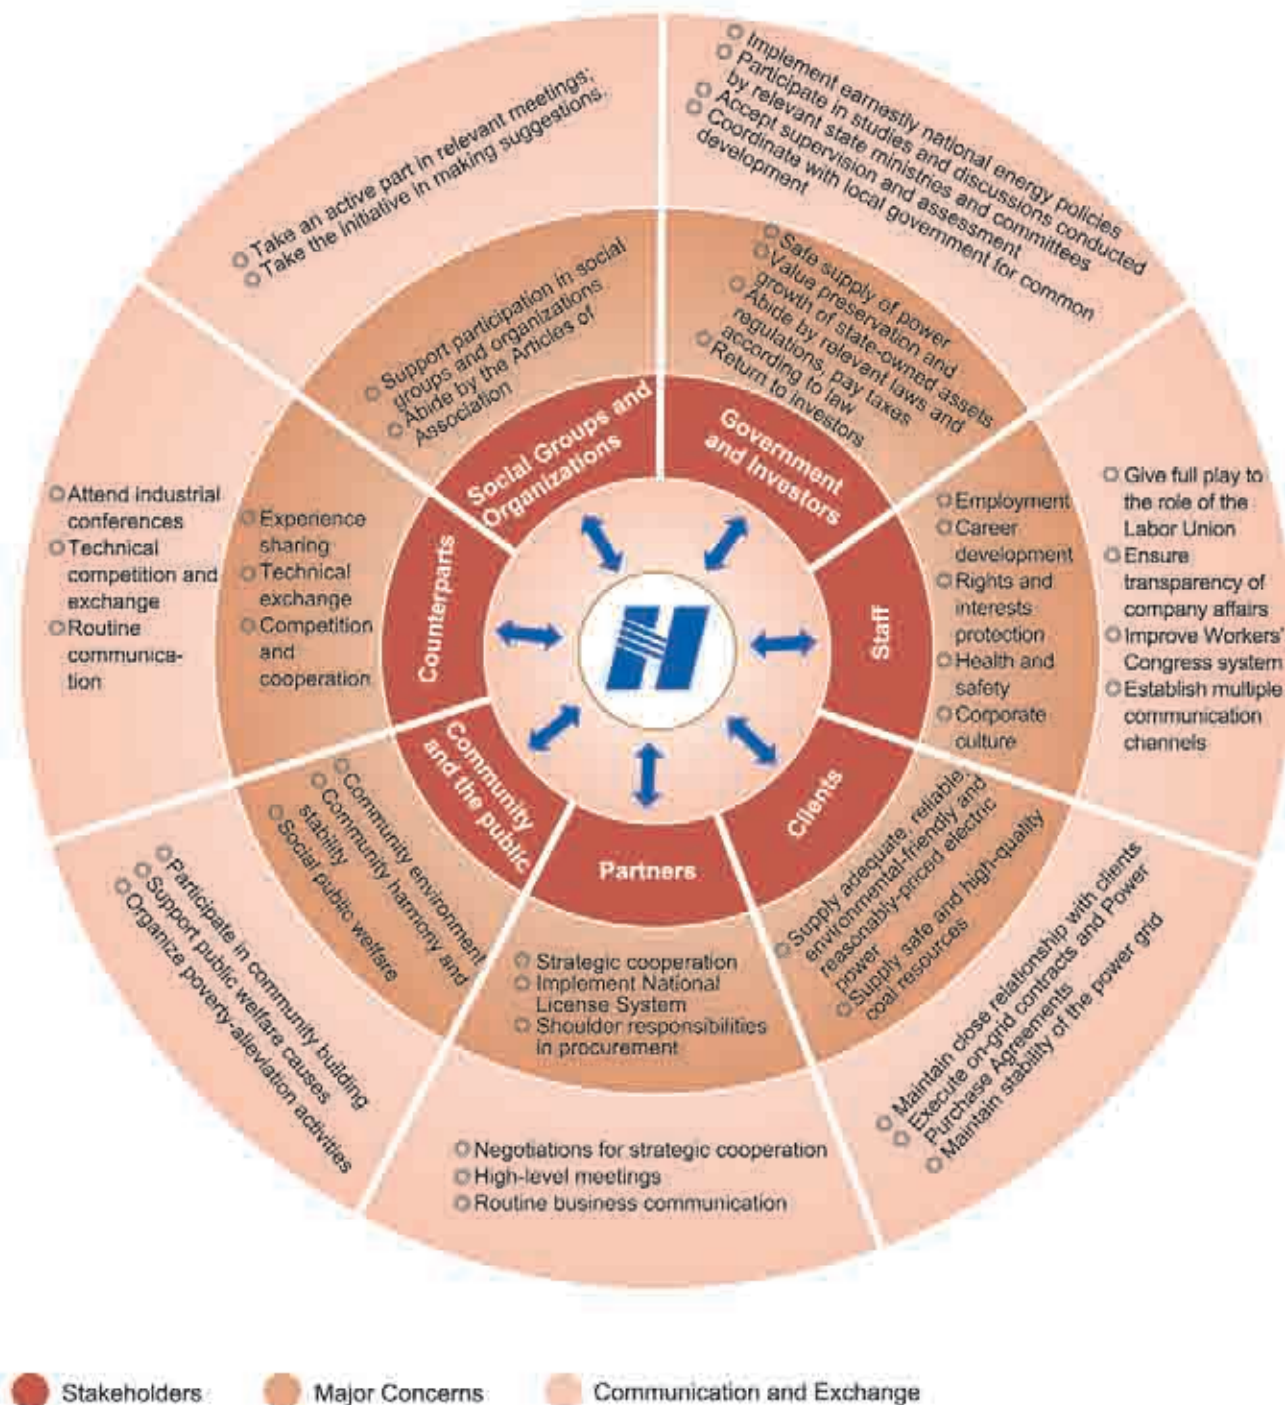 Implement earnestly national energy policies
Participate in studies and discussions conducted
by relevant state ministries and committees
Accept supervision and assessment
Coordinate with local government for common
development
Safe supply of power
Value preservation and
growth of state-owned assets
Abide by relevant laws and
regulations, pay taxes
according to law
Return to investors
Government
and Investors
Give full play to
the role of the
Labor Union
Ensure
transparency of
company affairs
Improve Workers'
Congress system
Establish multiple
communication
channels
Employment
Career
development
Rights and
interests
protection
Health and
safety
Corporate
culture
Staff
Maintain close relationship with clients
Execute on-grid contracts and Power
Purchase Agreements
Maintain stability of the power grid
Supply adequate, reliable,
environmental-friendly and
reasonably-priced electric
power
Supply safe and high-quality
coal resources
Clients
Partners
Strategic cooperation
Implement National
License System
Shoulder responsibilities
in procurement
Negotiations for strategic cooperation
High-level meetings
Routine business communication
Community
and the public
Community environment
Community harmony and
stability
Social public welfare
Participate in community building
Support public welfare causes
Organize poverty-alleviation activities
Counterparts
Experience
sharing
Technical
exchange
Competition
and
cooperation
Attend industrial
conferences
Technical
competition and
exchange
Routine
communica-
tion
Social Groups and
Organizations
Support participation in social
groups and organizations
Abide by the Articles of
Association
Take an active part in relevant meetings;
Take the initiative in making suggestions.
H
Stakeholders
Major Concerns
Communication and Exchange